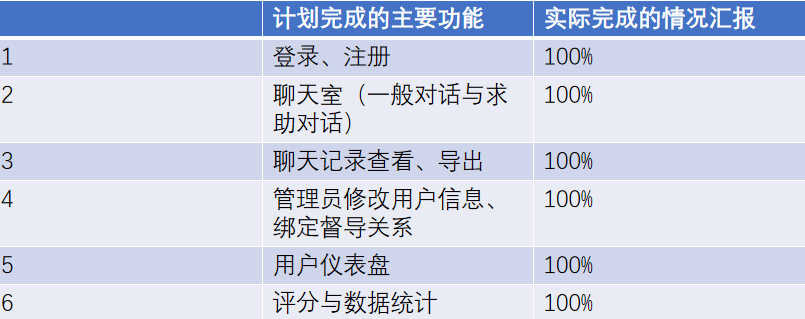 计划完成的主要功能 实际完成的情况汇报
1 登录、注册 100%
2 聊天室（一般对话与求 100%
助对话）
3 聊天记录查看、导出 100%
4 管理员修改用户信息、 100%
绑定督导关系
5 用户仪表盘 100%
6 评分与数据统计 100%